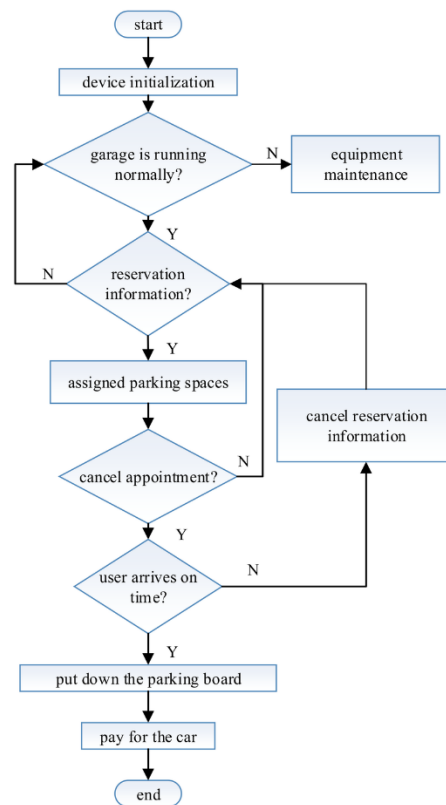 start
device initialization
garage is running
normally?
N
equipment
maintenance
Y
reservation
information?
N
Y
assigned parking spaces
cancel reservation
information
cancel appointment?
N
Y
user arrives on
time?
N
Y
put down the parking board
pay for the car
end